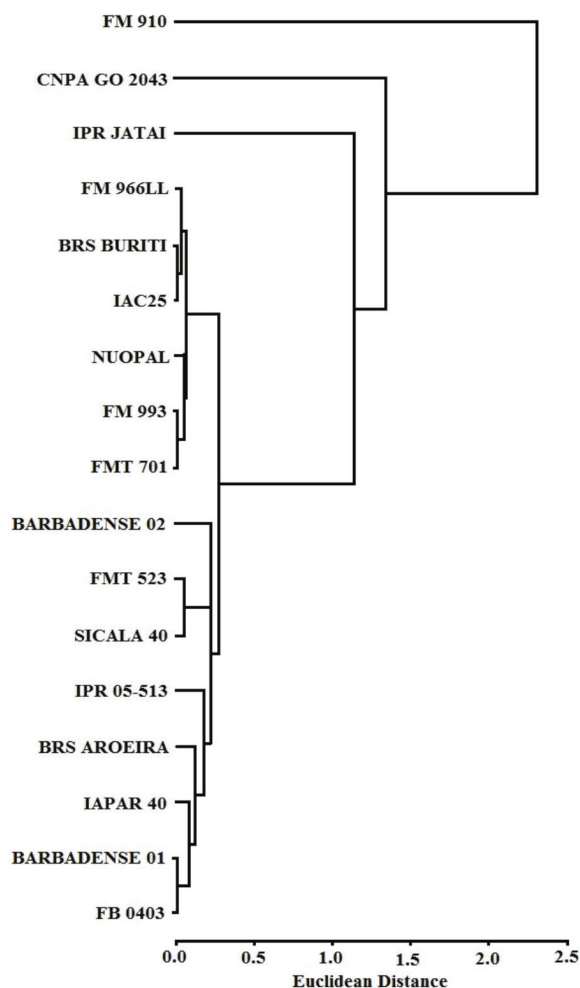 FM 910
CNPA GO 2043
IPR JATAI
FM 966LL
BRS BURITI
IAC25
NUOPAL
FM 993
FMT 701
BARBADENSE 02
FMT 523
SICALA 40
IPR 05-513
BRS AROEIRA
IAPAR 40
BARBADENSE 01
FB 0403
0.0 0.5 1.0 1.5 2.0 2.5
Euclidean Distance